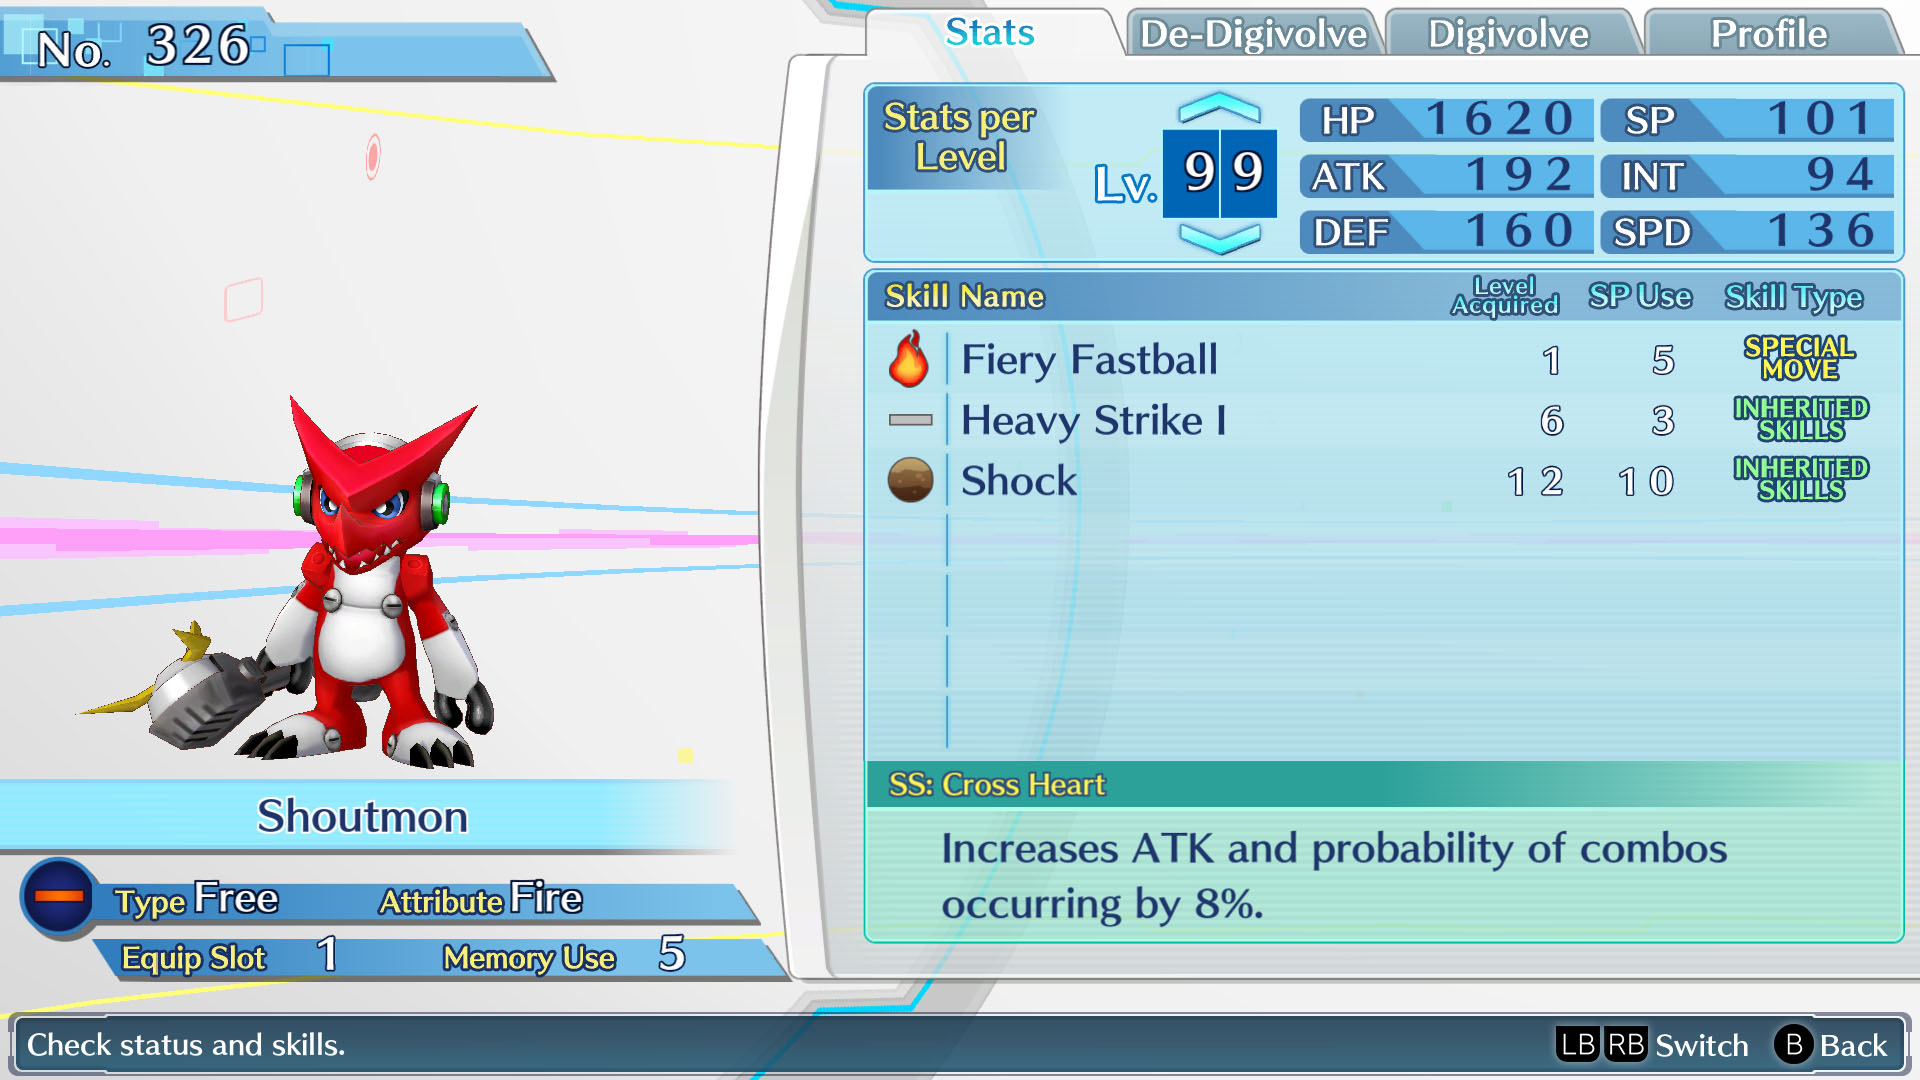 No. 326
Stats
De-Digivolve
Digivolve
Profile
Stats per
Level
Lv. 99
HP 1620
SP 101
ATK 192
INT 94
DEF 160
SPD 136
Skill Name
Level
Acquired
SP Use
Skill Type
Fiery Fastball 1 5 SPECIAL
MOVE
Heavy Strike I 6 3 INHERITED
SKILLS
Shock 12 10 INHERITED
SKILLS
SS: Cross Heart
Increases ATK and probability of combos
occurring by 8%.
Shoutmon
Type Free Attribute Fire
Equip Slot 1 Memory Use 5
Check status and skills.
LB RB Switch B Back